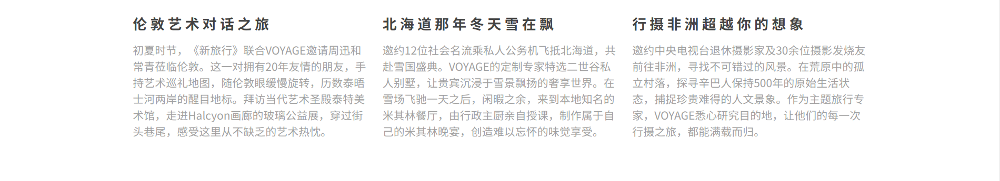 伦敦艺术对话之旅
初夏时节，《新旅行》联合VOYAGE邀请周迅和
常青莅临伦敦。这一对拥有20年友情的朋友，手
持艺术巡礼地图，随伦敦眼缓慢旋转，历数泰晤
士河两岸的醒目地标。拜访当代艺术圣殿泰特美
术馆，走进Halcyon画廊的玻璃公益展，穿过街
头巷尾，感受这里从不缺乏的艺术热忱。
北海道那年冬天雪在飘
邀约12位社会名流乘私人公务机飞抵北海道，共
赴雪国盛典。VOYAGE的定制专家特选二世谷私
人别墅，让贵宾沉浸于雪景飘扬的奢享世界。在
雪场飞驰一天之后，闲暇之余，来到本地知名的
米其林餐厅，由行政主厨亲自授课，制作属于自
己的米其林晚宴，创造难以忘怀的味觉享受。
行摄非洲超越你的想象
邀约中央电视台退休摄影家及30余位摄影发烧友
前往非洲，寻找不可错过的风景。在荒原中的孤
立村落，探寻辛巴人保持500年的原始生活状
态，捕捉珍贵难得的人文景象。作为主题旅行专
家，VOYAGE悉心研究目的地，让他们的每一次
行摄之旅，都能满载而归。